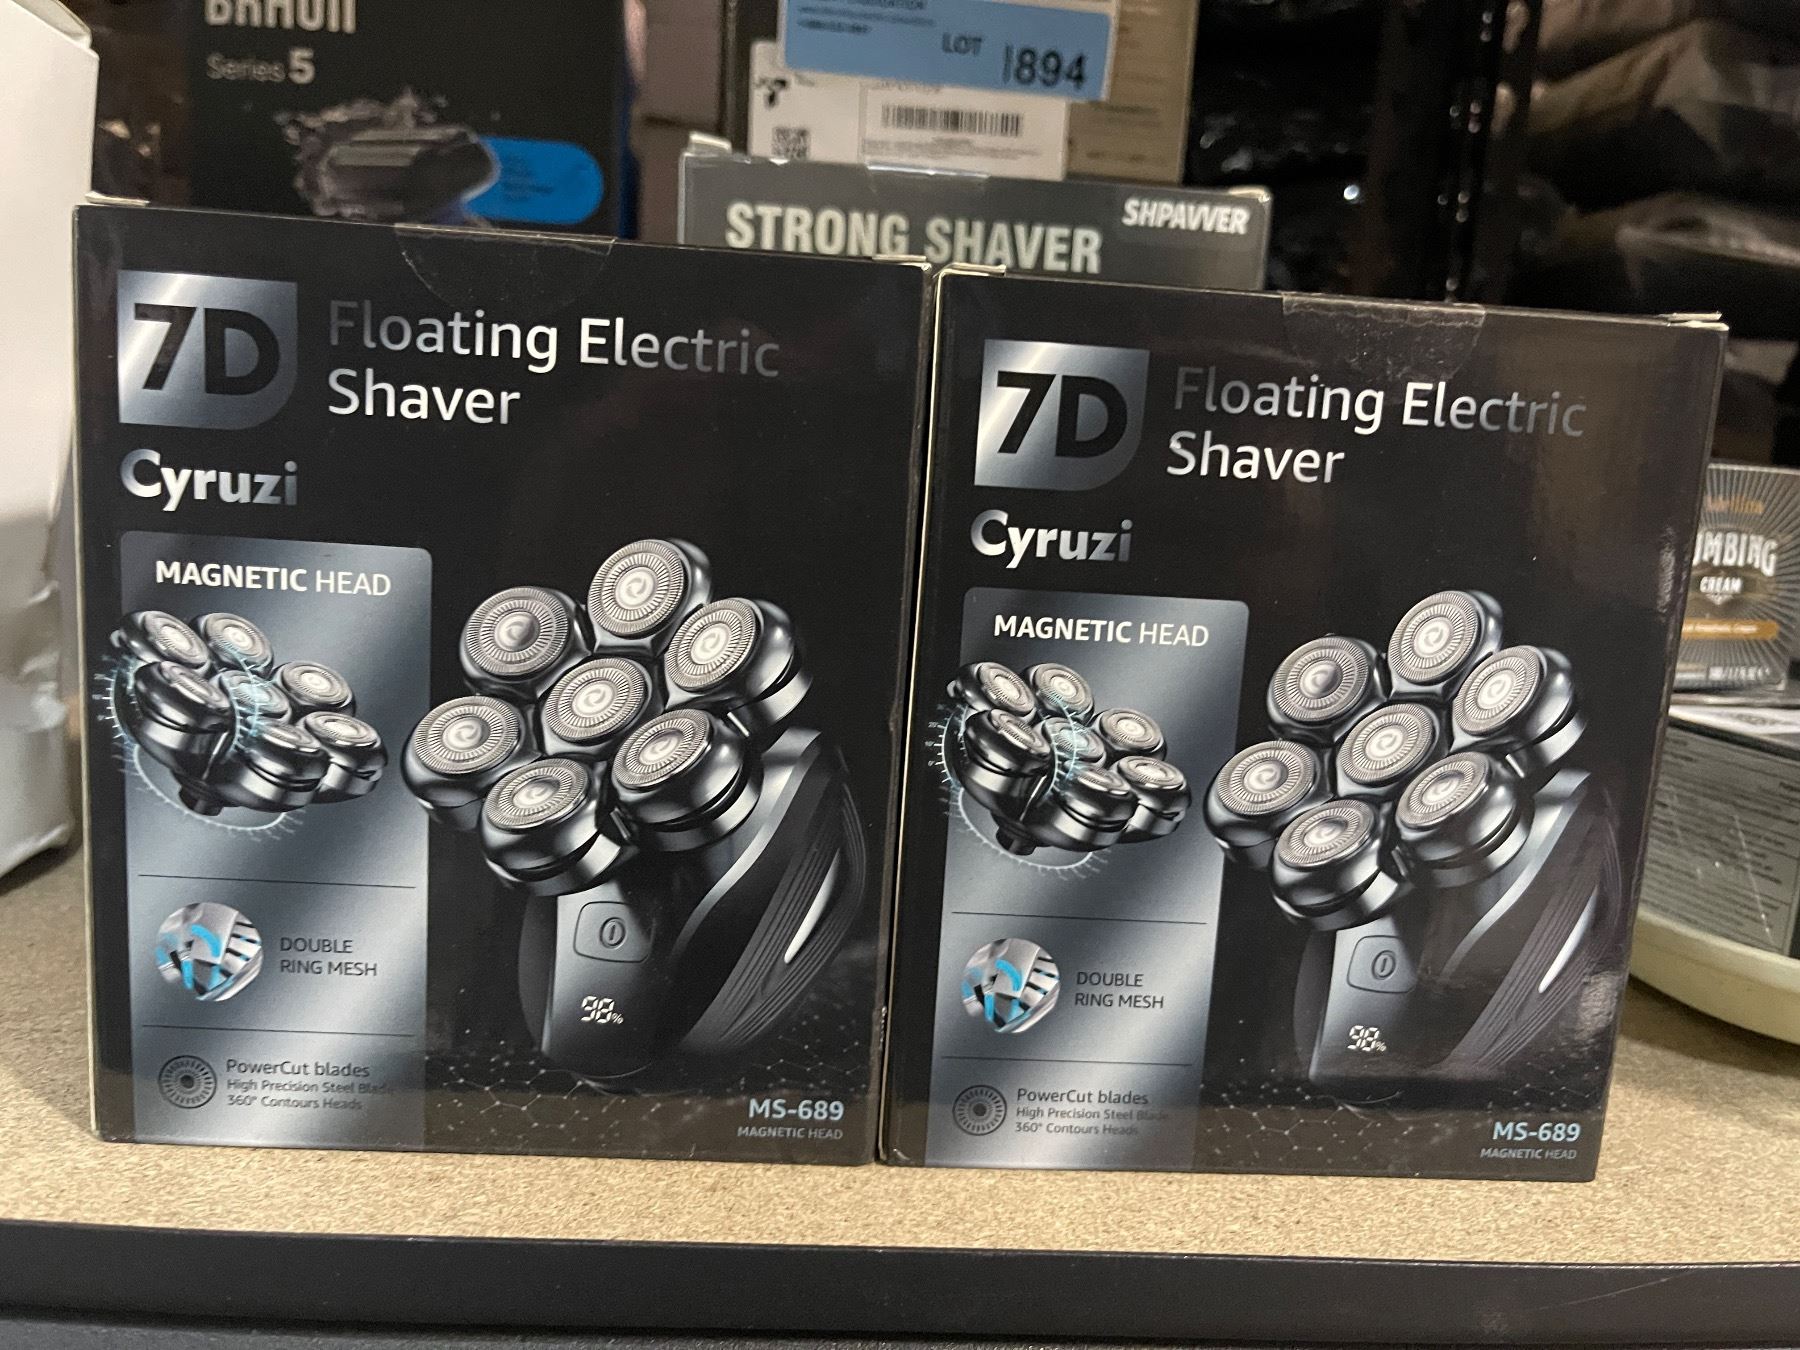 BRAUN
Series 5
LOT 1894
STRONG SHAVER
SHPAVVER
7D
Floating Electric
Shaver
Cyruzi
MAGNETIC HEAD
DOUBLE
RING MESH
PowerCut blades
High Precision Steel Blade
360° Contours Heads
98%
MS-689
MAGNETIC HEAD
7D
Floating Electric
Shaver
Cyruzi
MAGNETIC HEAD
DOUBLE
RING MESH
PowerCut blades
High Precision Steel Blade
360° Contours Heads
98%
MS-689
MAGNETIC HEAD
CREAM